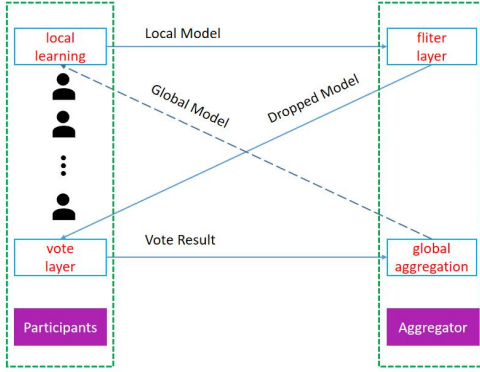 local
learning
Local Model
fliter
layer
Global Model
Dropped Model
vote
layer
Vote Result
global
aggregation
Participants
Aggregator